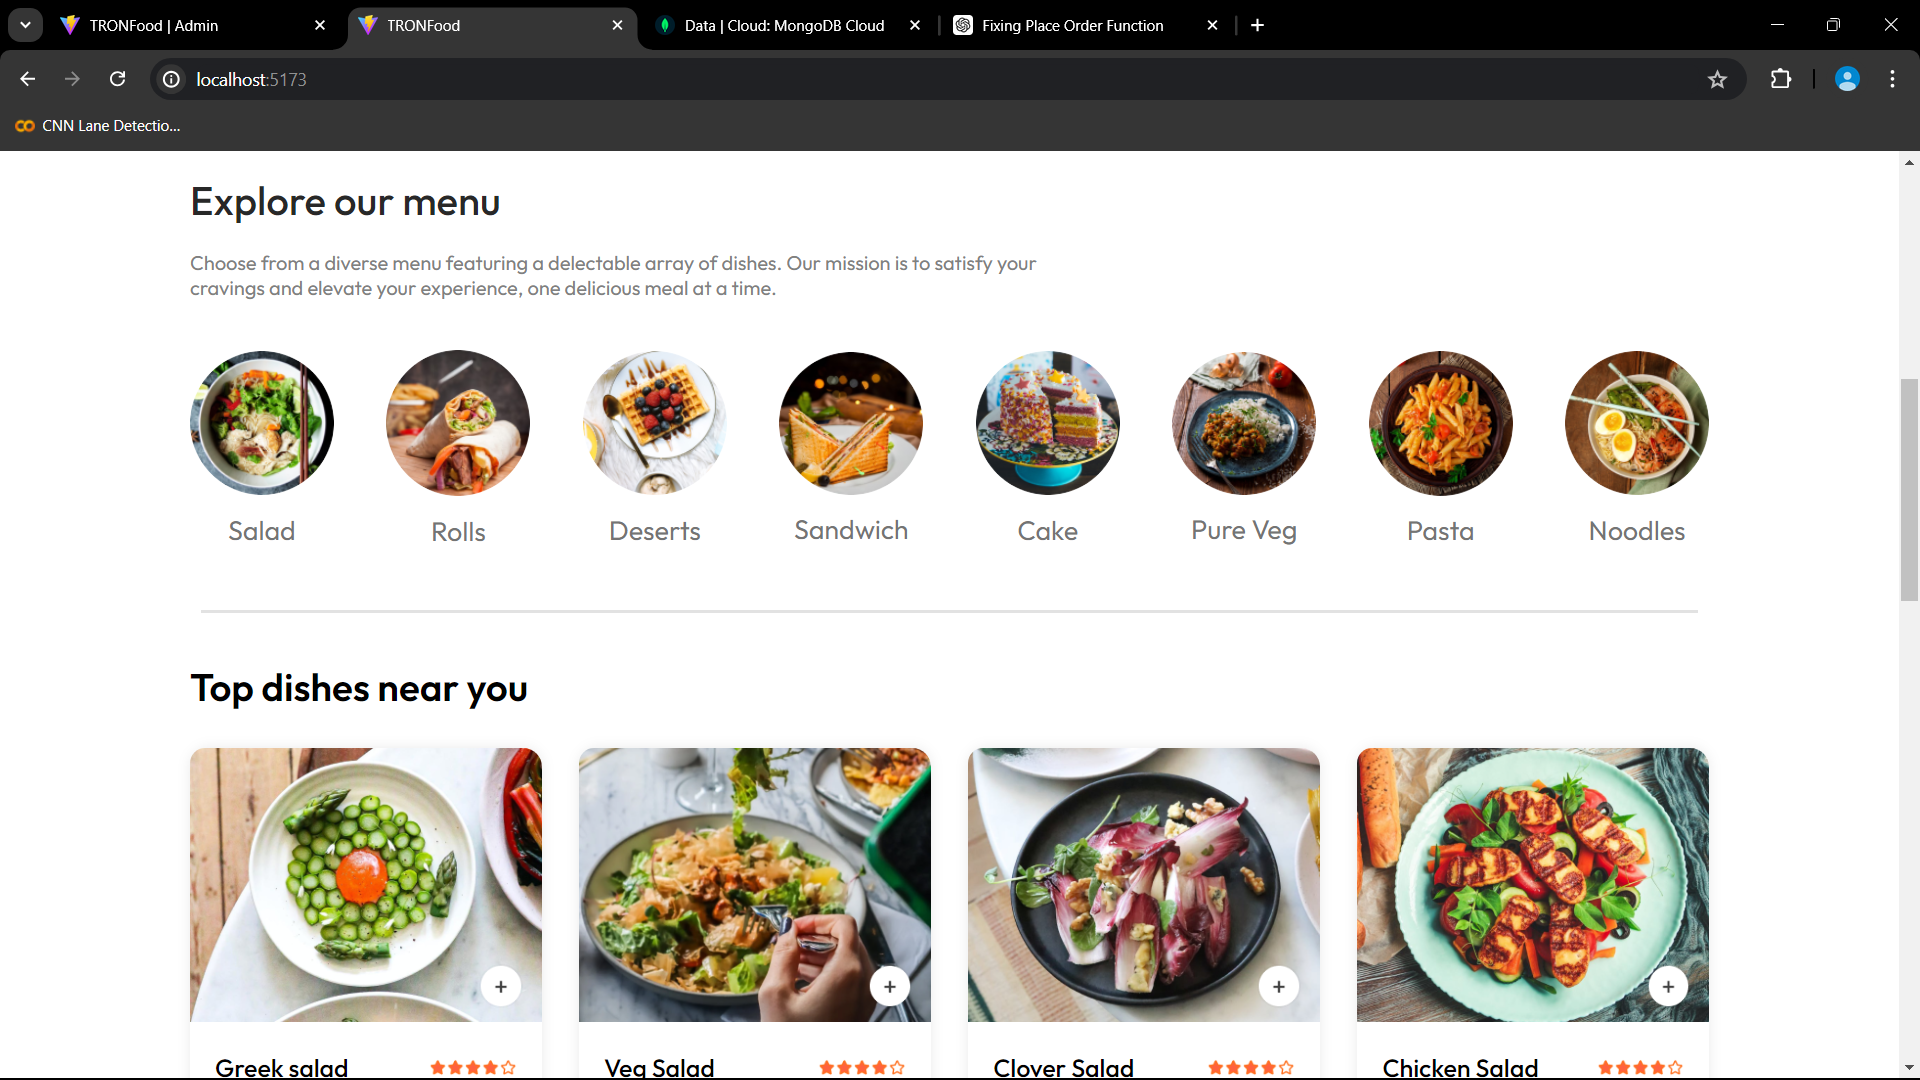 TRONFood | Admin
TRONFood
Data | Cloud: MongoDB Cloud
Fixing Place Order Function
localhost:5173
CNN Lane Detectio...
Explore our menu
Choose from a diverse menu featuring a delectable array of dishes. Our mission is to satisfy your
cravings and elevate your experience, one delicious meal at a time.
Salad
Rolls
Deserts
Sandwich
Cake
Pure Veg
Pasta
Noodles
Top dishes near you
Greek salad
Veg Salad
Clover Salad
Chicken Salad